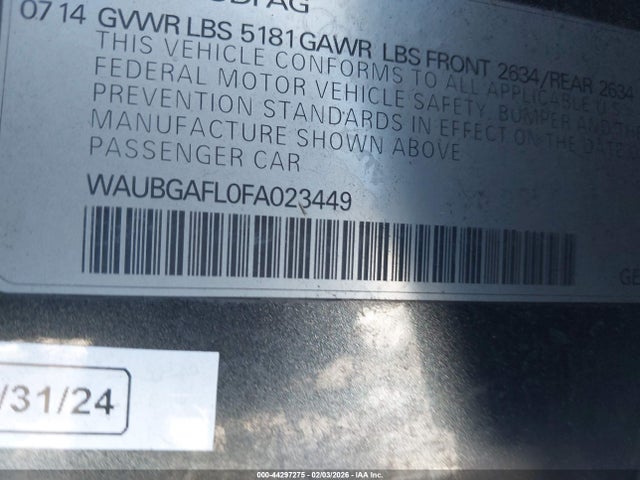 AG
07 14 GVWR LBS 5181 GAWR LBS FRONT 2634/REAR 2634
THIS VEHICLE CONFORMS TO ALL APPLICABLE U.S.
FEDERAL MOTOR VEHICLE SAFETY, BUMPER AND
PREVENTION STANDARDS IN EFFECT ON THE DATE
MANUFACTURE SHOWN ABOVE
PASSENGER CAR
WAUBGAFL0FA023449
/31/24
000-44297275 - 02/03/2026 - IAA Inc.